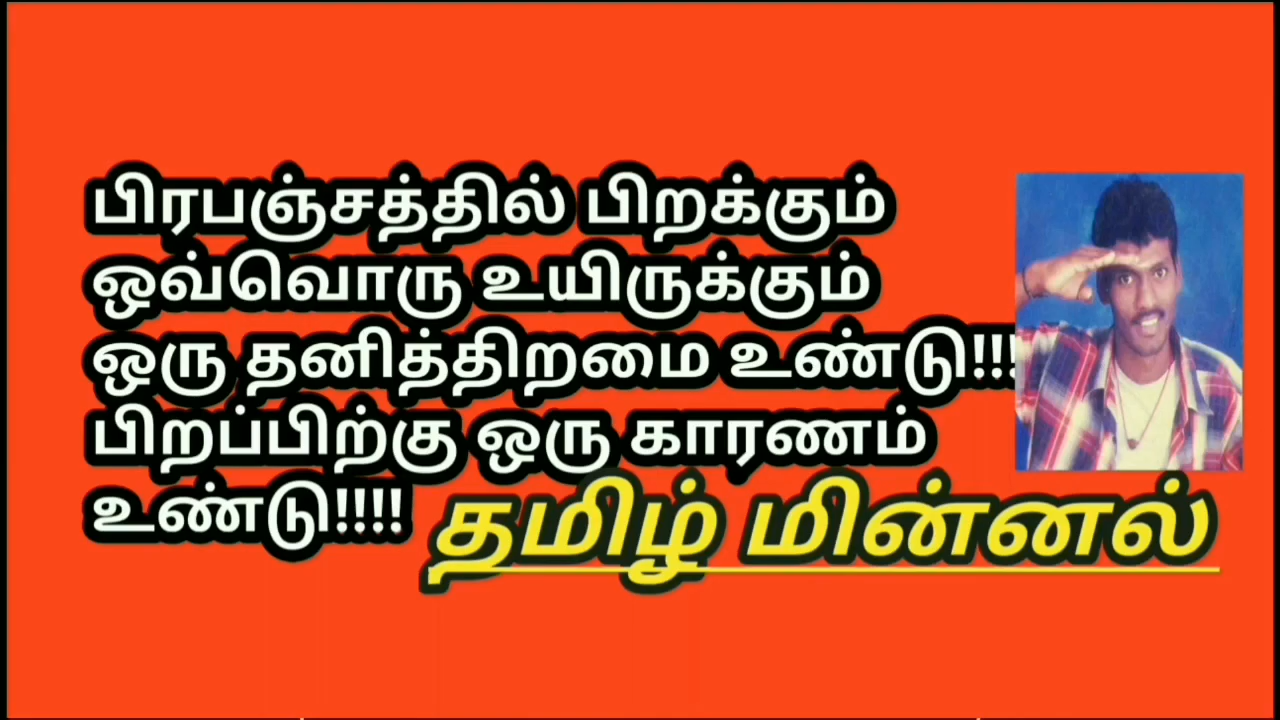 பிரபஞ்சத்தில் பிறக்கும்
ஒவ்வொரு உயிருக்கும்
ஒரு தனித்திறமை உண்டு!!!
பிறப்பிற்கு ஒரு காரணம்
உண்டு!!!!
தமிழ் மின்னல்